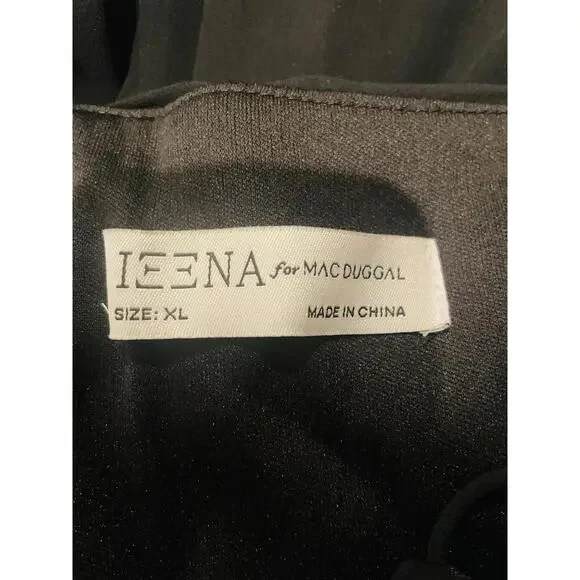 IEENA for MAC DUGGAL
SIZE: XL MADE IN CHINA